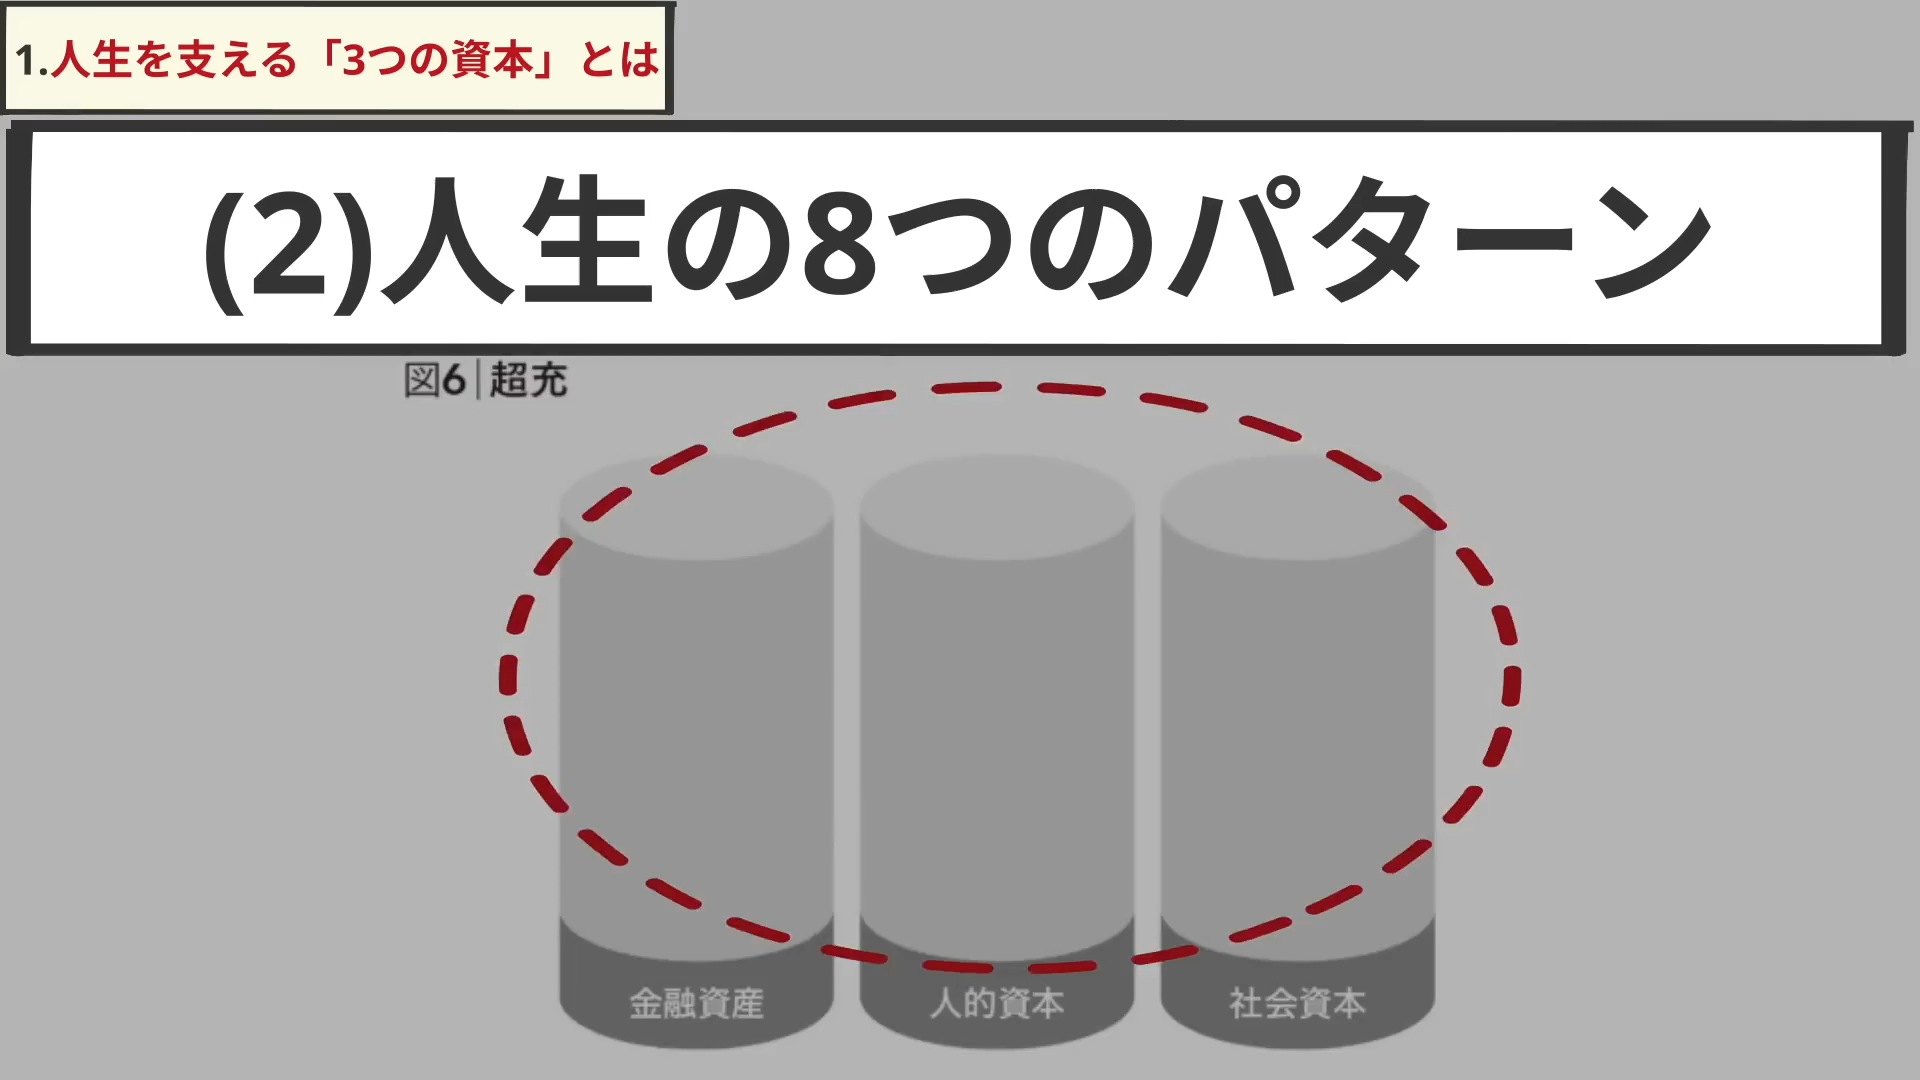 1.人生を支える「3つの資本」とは
(2)人生の8つのパターン
図6|超充
金融資産
人的資本
社会資本